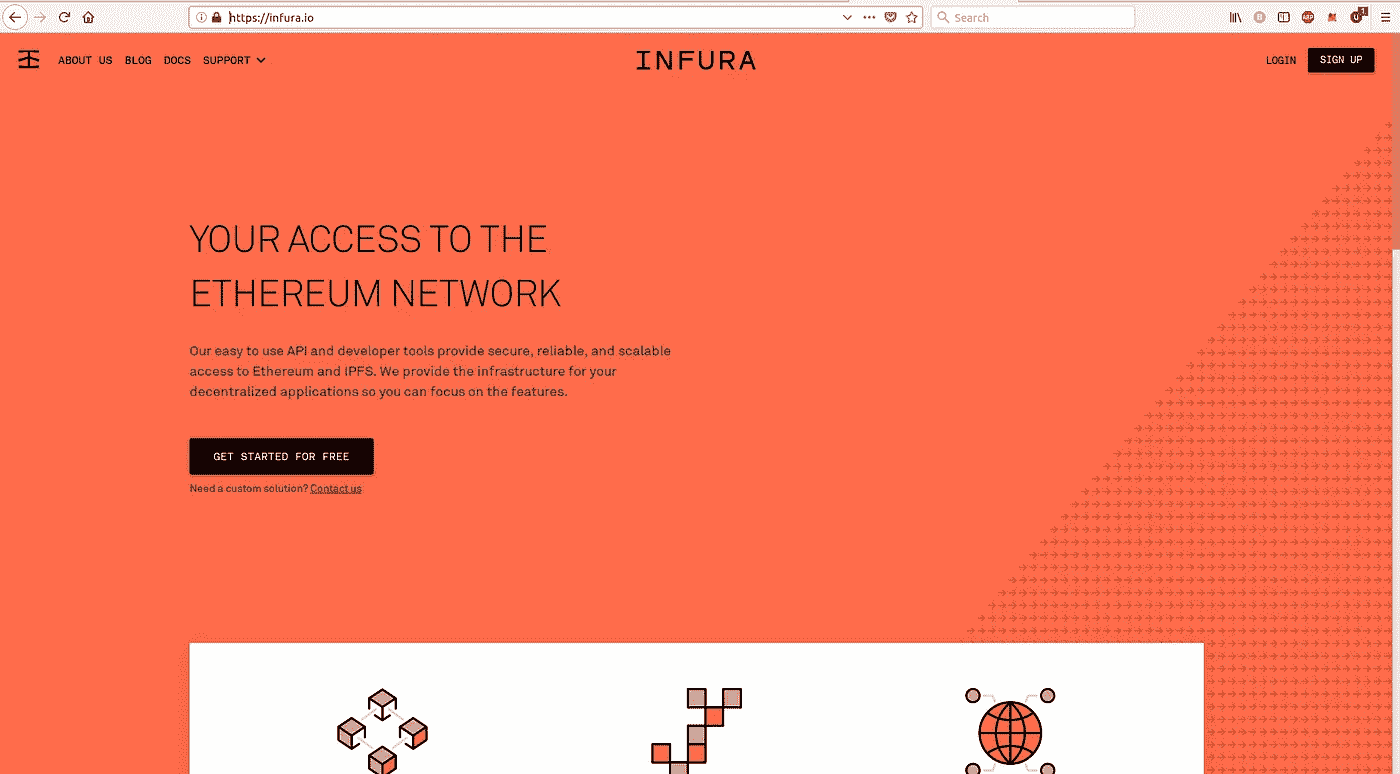 https://infura.io
Search
ABP
1
ABOUT US BLOG DOCS SUPPORT
INFURA
LOGIN
SIGN UP
YOUR ACCESS TO THE
ETHEREUM NETWORK
Our easy to use API and developer tools provide secure, reliable, and scalable
access to Ethereum and IPFS. We provide the infrastructure for your
decentralized applications so you can focus on the features.
GET STARTED FOR FREE
Need a custom solution? Contact us